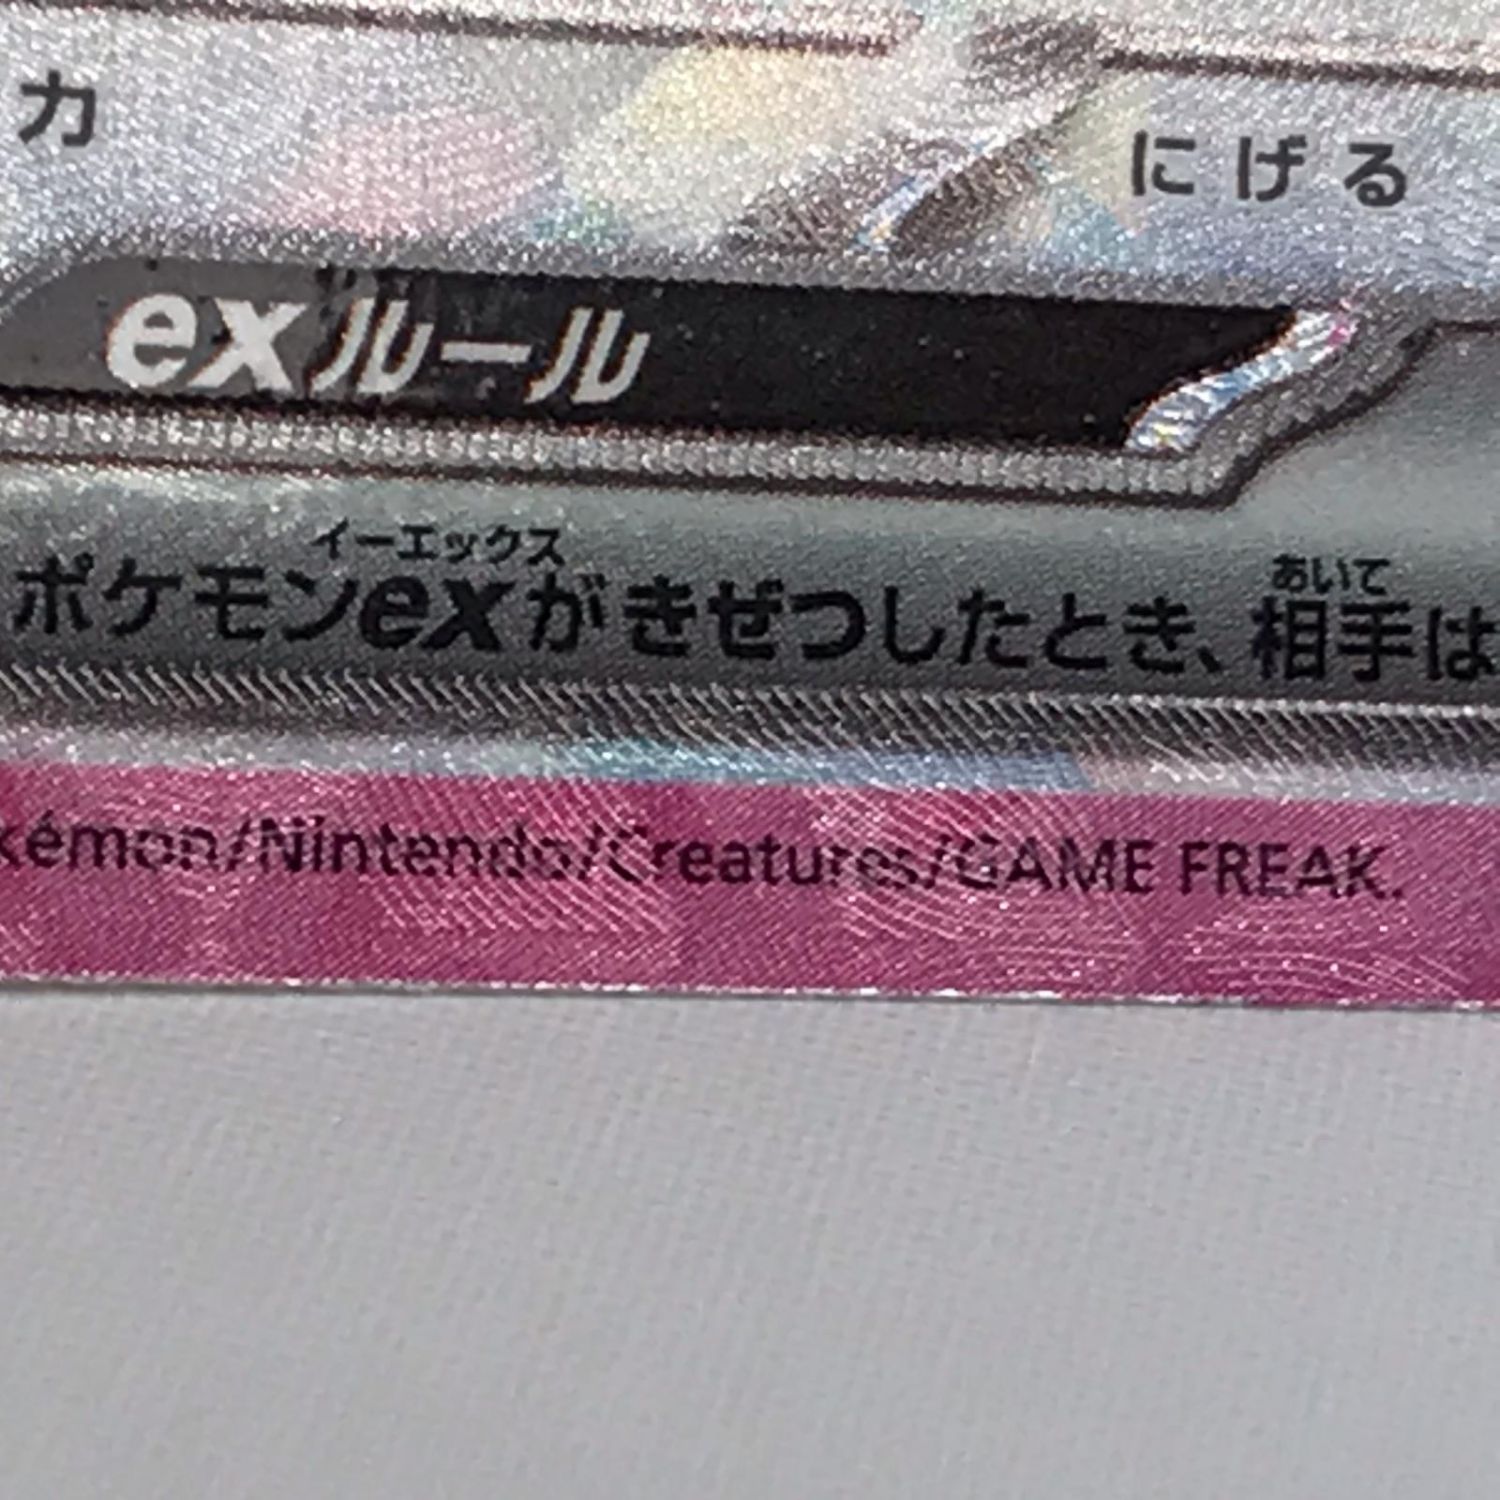 力
にげる
exルール
イーエックス
あいて
ポケモンexがきぜつしたとき、相手は
kémon/Nintendo/Creatures/GAME FREAK.